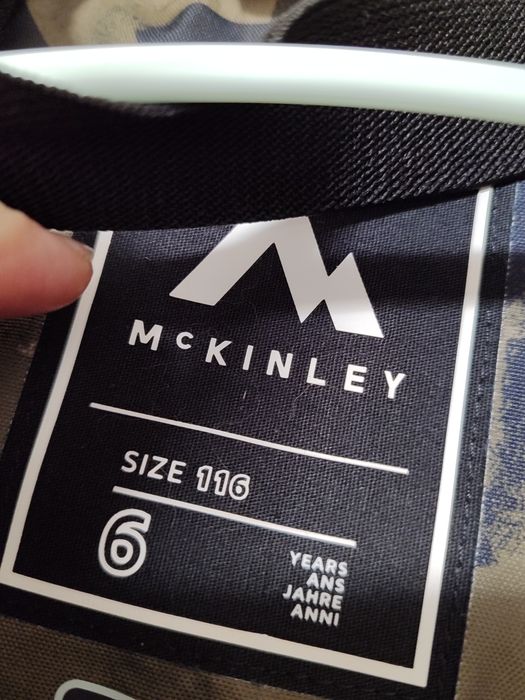 McKINLEY
SIZE 116
6
YEARS
ANS
JAHRE
ANNI